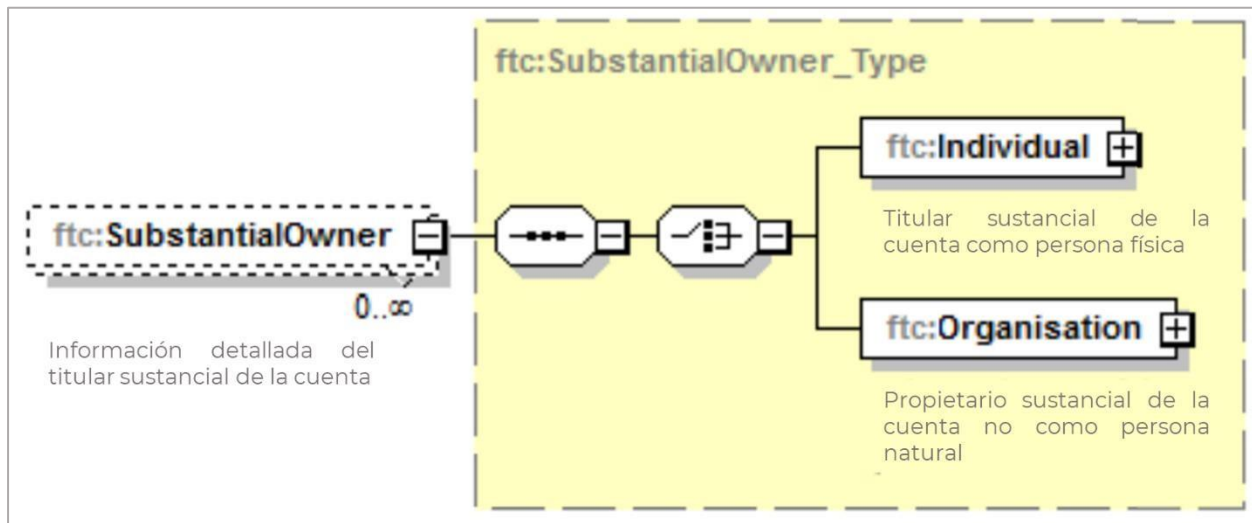 ftc:SubstantialOwner_Type
ftc:Individual
Titular sustancial de la
cuenta como persona física
ftc:SubstantialOwner
0..∞
Información detallada del
titular sustancial de la cuenta
ftc:Organisation
Propietario sustancial de la
cuenta no como persona
natural